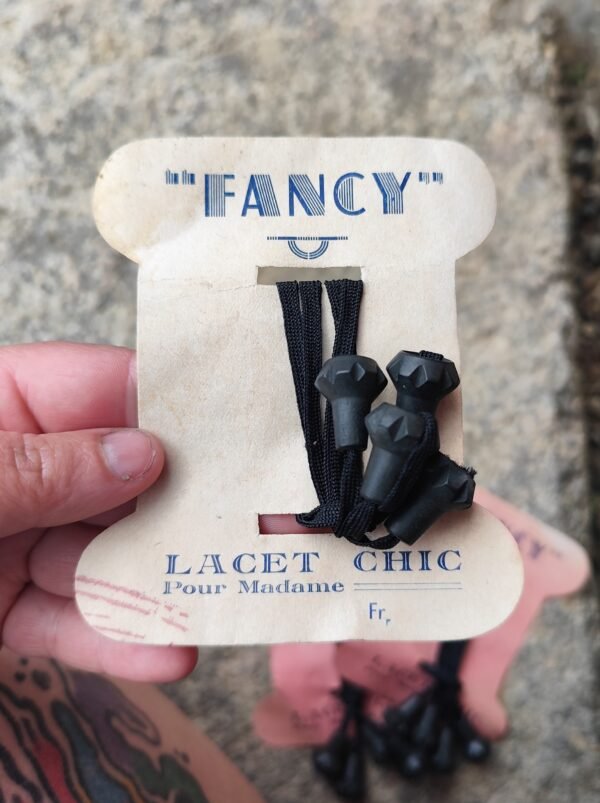 "FANCY"
LACET CHIC
Pour Madame
Fr.